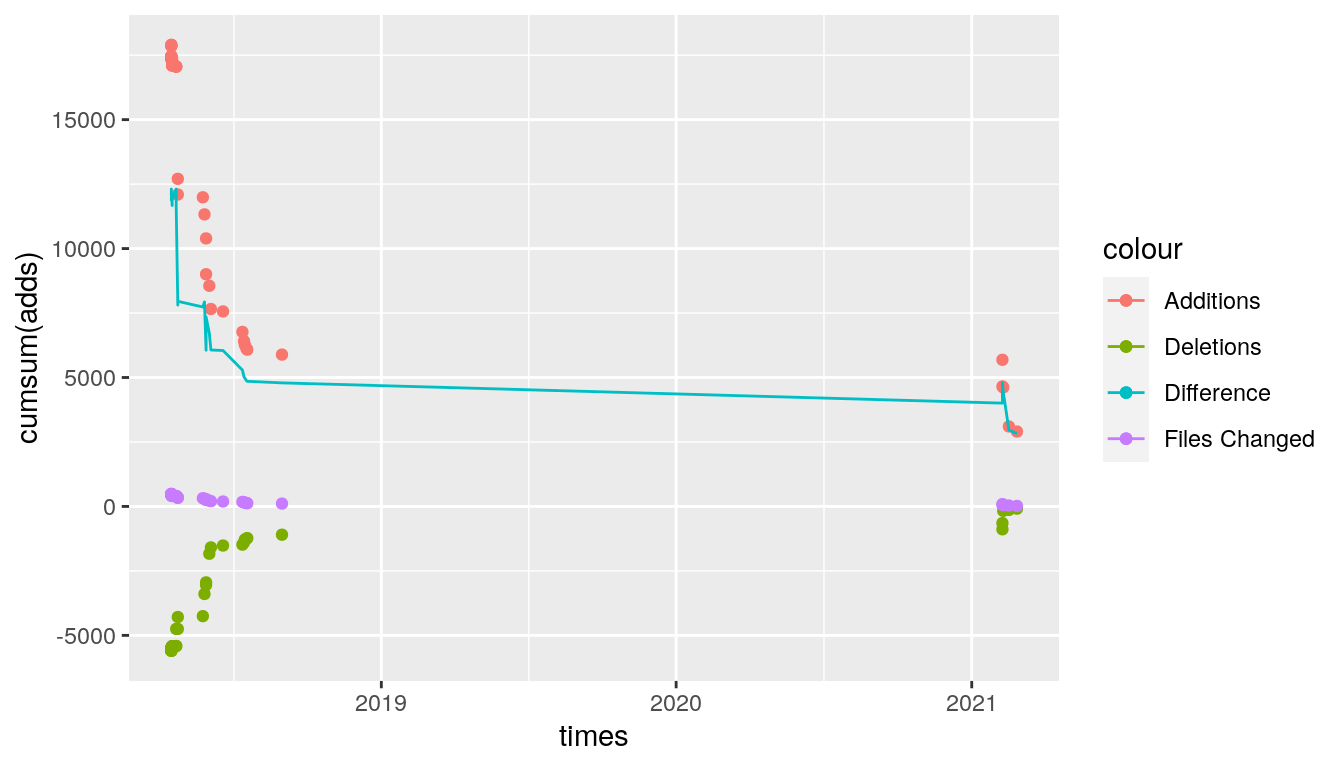 cumsum(adds)
15000
10000
5000
0
-5000
2019
2020
2021
times
colour
Additions
Deletions
Difference
Files Changed